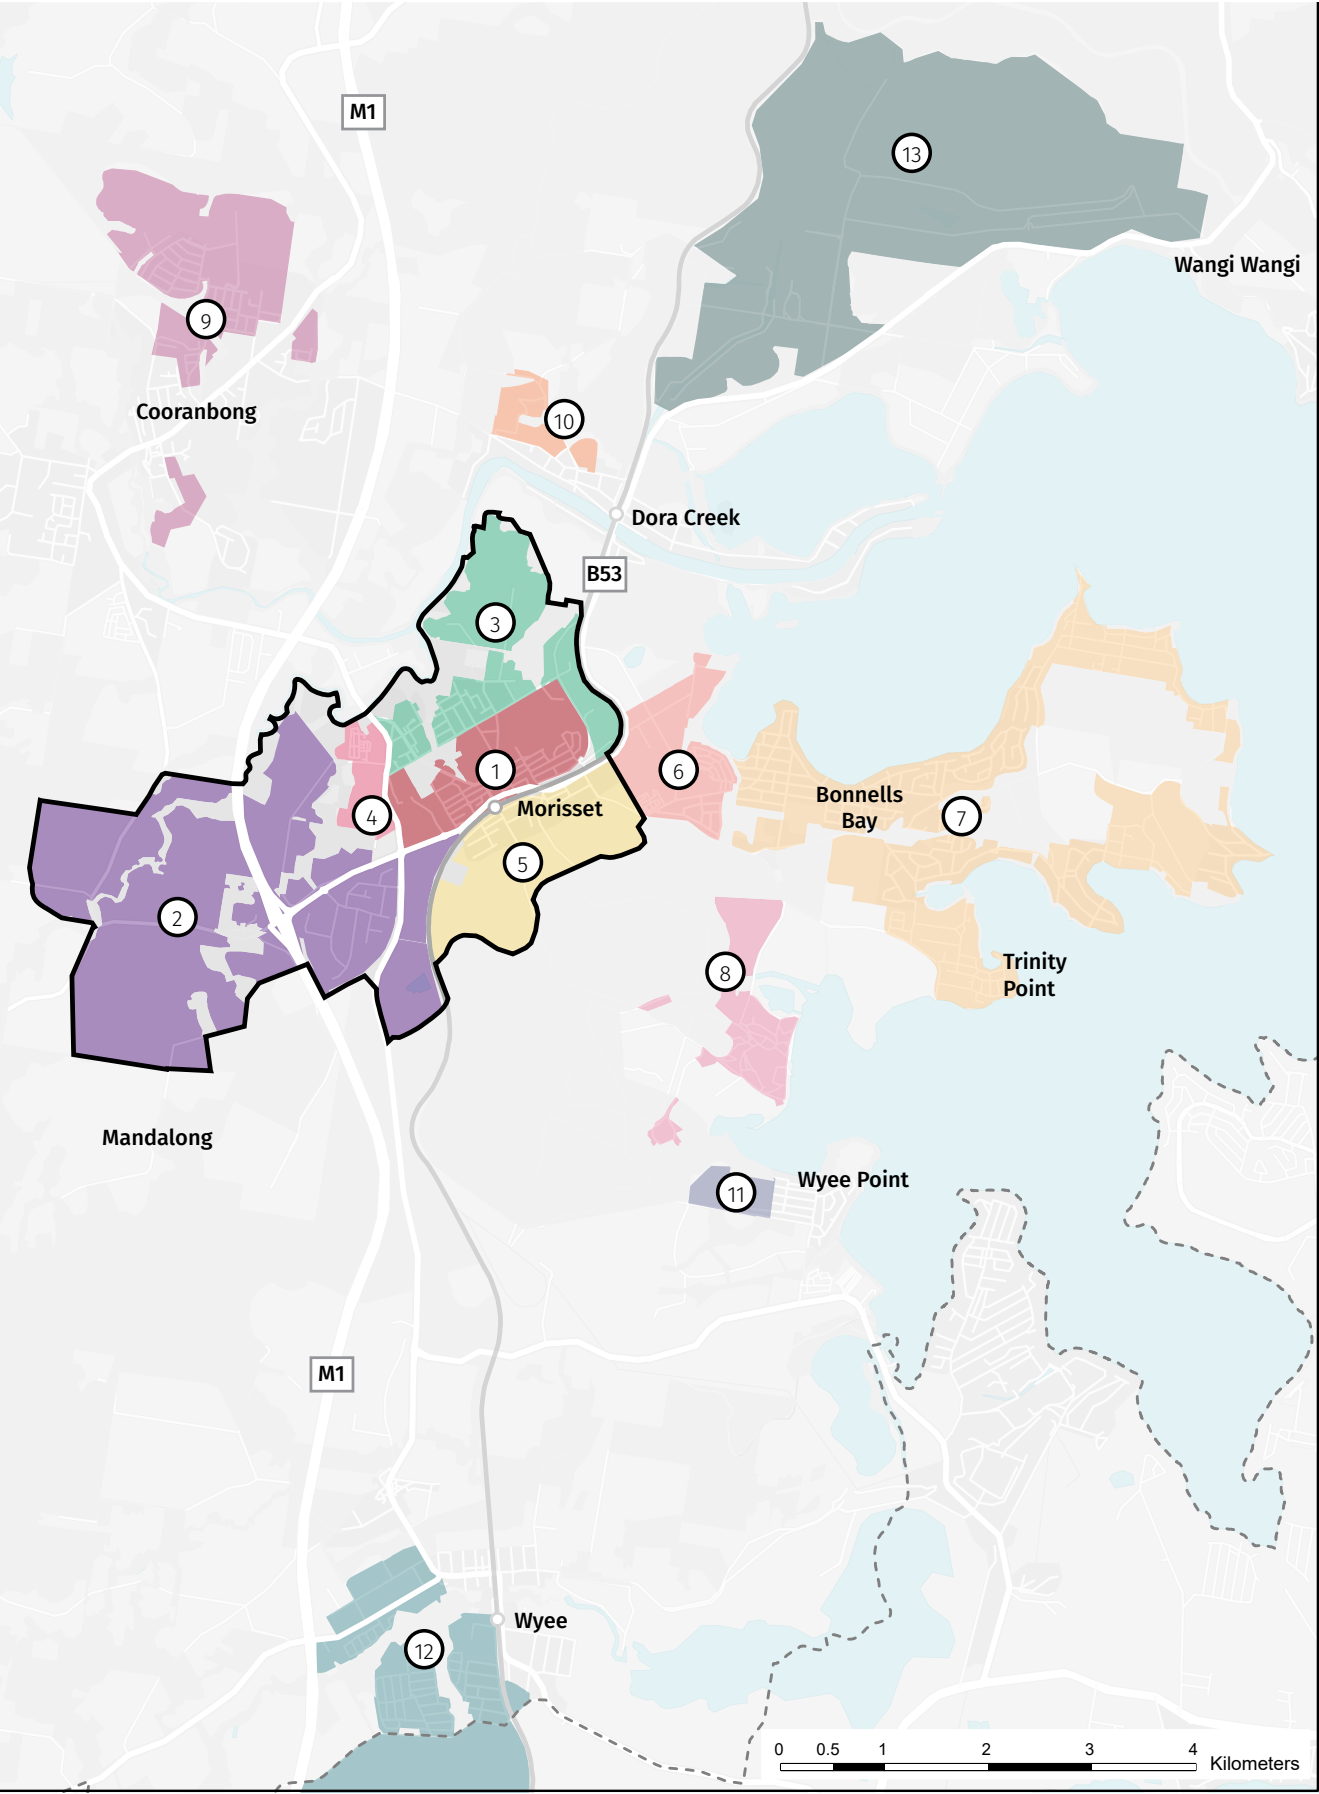 M1
13
Wangi Wangi
9
Cooranbong
10
Dora Creek
B53
3
1
6
Morisset
4
Bonnells
Bay
7
5
2
8
Trinity
Point
Mandalong
11
Wyee Point
M1
Wyee
12
0 0.5 1 2 3 4
Kilometers